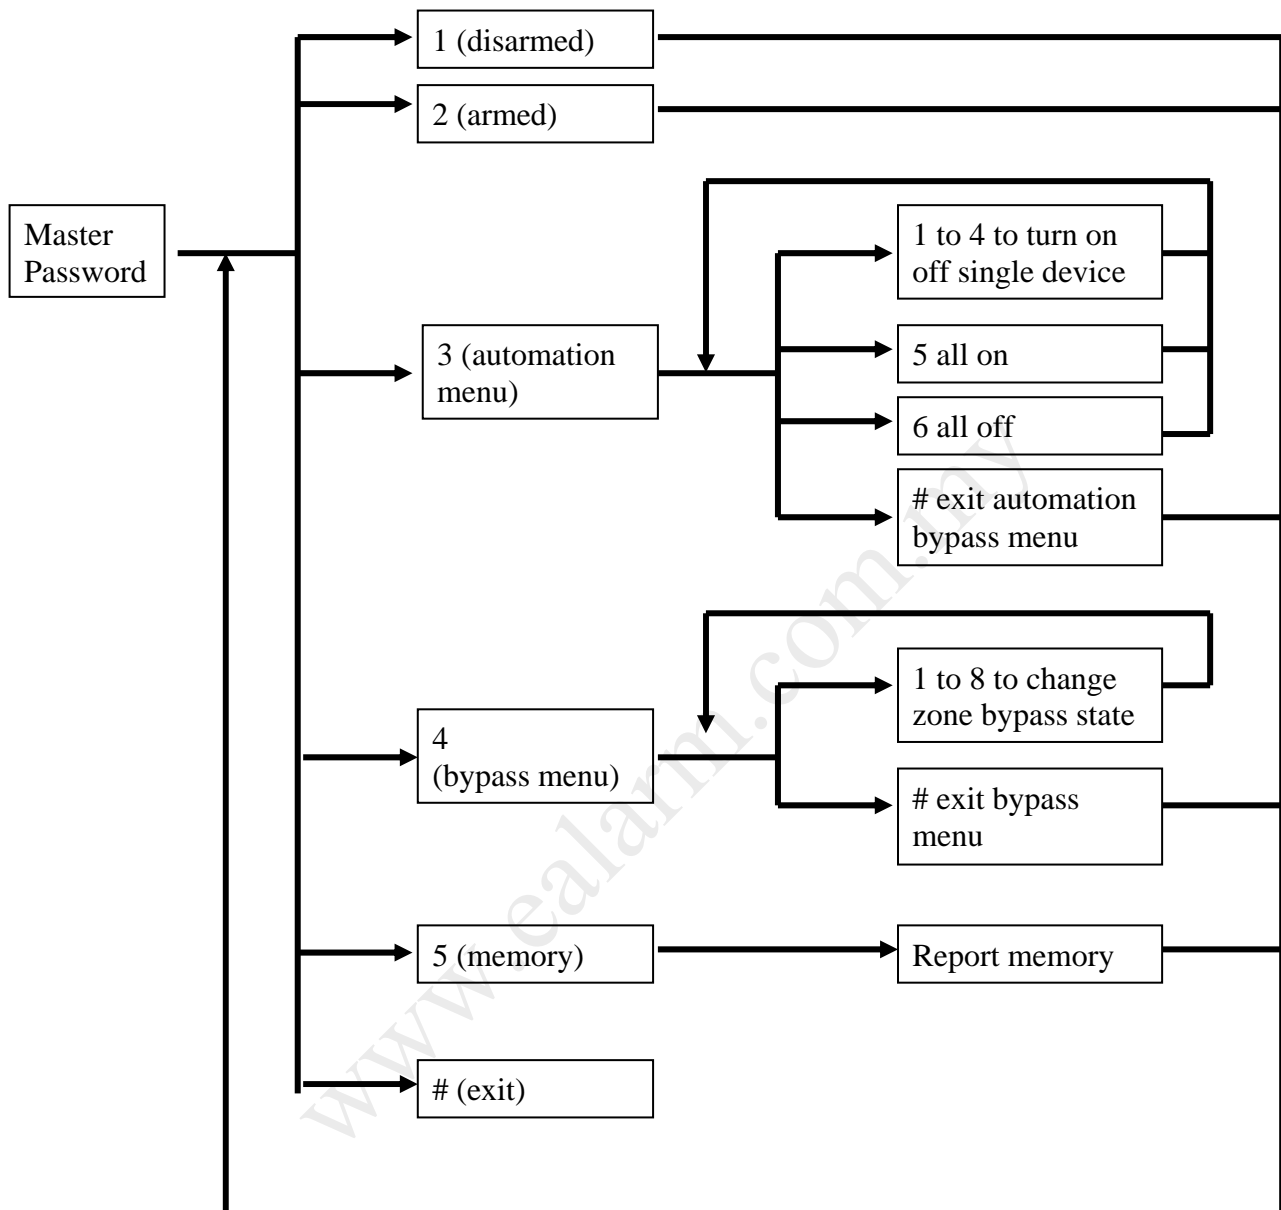 1 (disarmed)
2 (armed)
Master
Password
1 to 4 to turn on
off single device
3 (automation
menu)
5 all on
6 all off
# exit automation
bypass menu
1 to 8 to change
zone bypass state
4
(bypass menu)
# exit bypass
menu
5 (memory)
Report memory
# (exit)
www.ealarm.com.my